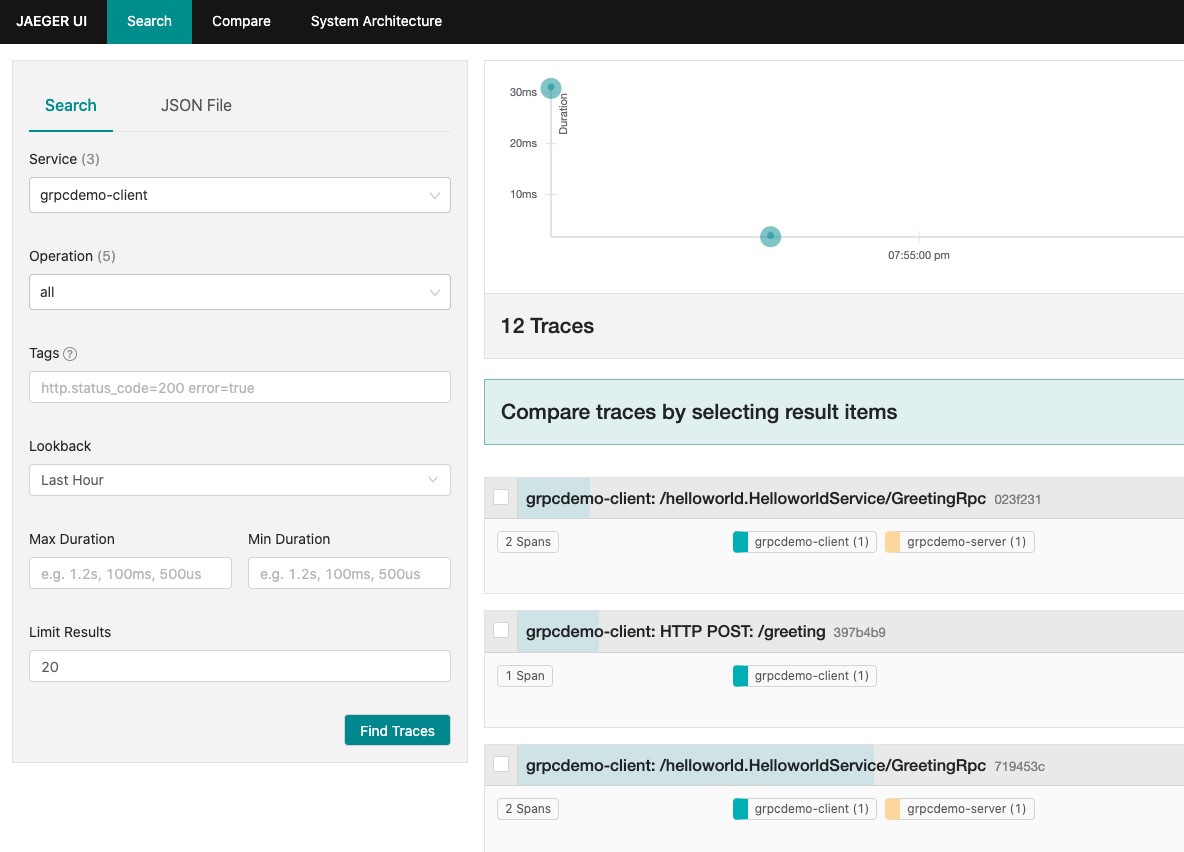 JAEGER UI Search Compare System Architecture
Search JSON File
Service (3)
grpcdemo-client
Operation (5)
all
Tags ?
http.status_code=200 error=true
Lookback
Last Hour
Max Duration Min Duration
e.g. 1.2s, 100ms, 500us e.g. 1.2s, 100ms, 500us
Limit Results
20
Find Traces
30ms
20ms
10ms
Duration
07:55:00 pm
12 Traces
Compare traces by selecting result items
grpcdemo-client: /helloworld.HelloworldService/GreetingRpc 023f231
2 Spans grpcdemo-client (1) grpcdemo-server (1)
grpcdemo-client: HTTP POST: /greeting 397b4b9
1 Span grpcdemo-client (1)
grpcdemo-client: /helloworld.HelloworldService/GreetingRpc 719453c
2 Spans grpcdemo-client (1) grpcdemo-server (1)